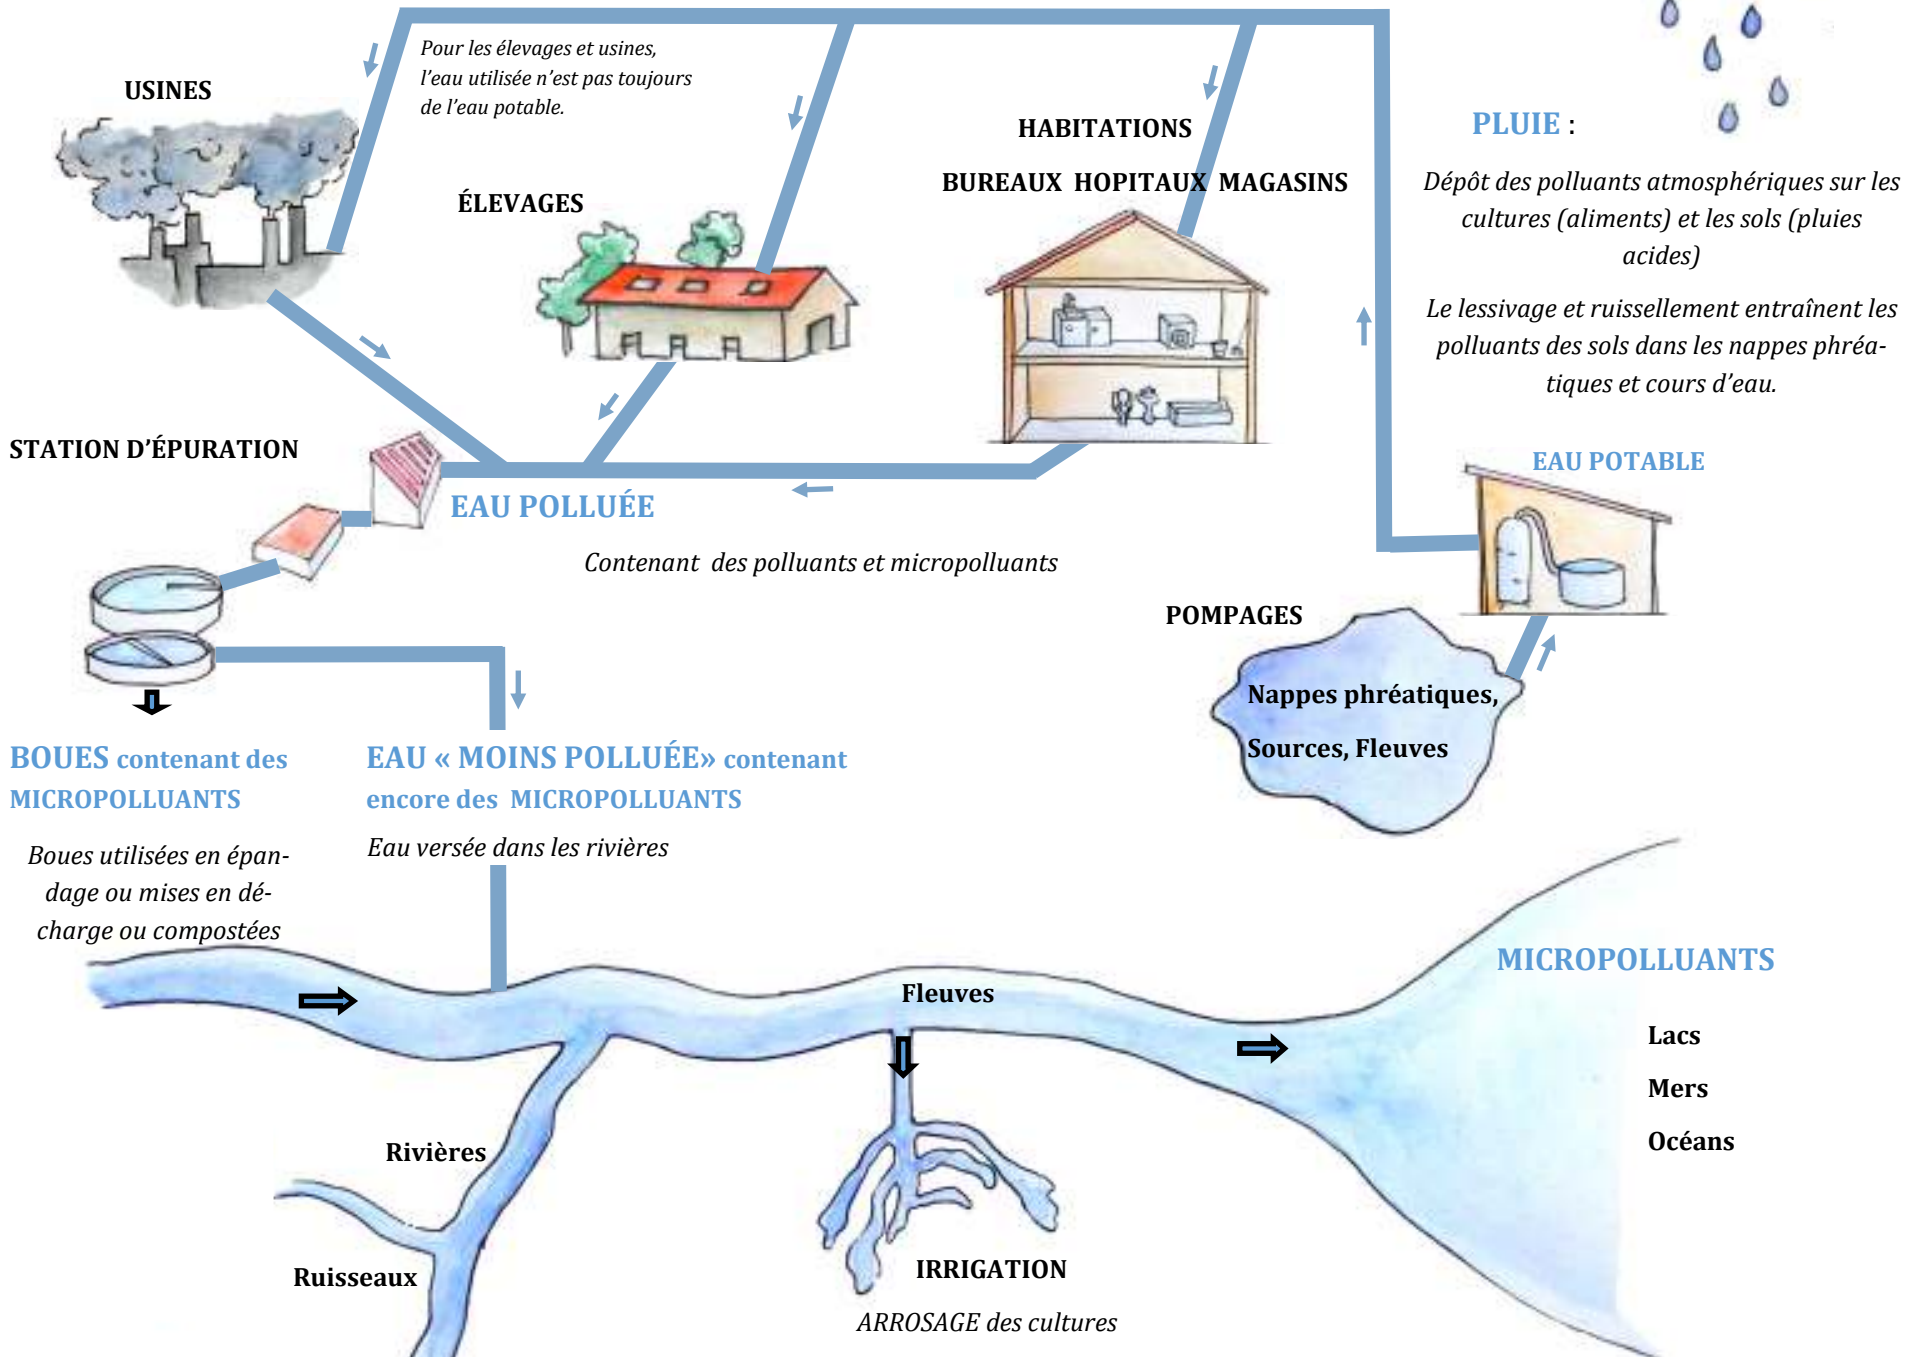 Pour les élevages et usines,
l'eau utilisée n'est pas toujours
de l'eau potable.
USINES
ÉLEVAGES
HABITATIONS
BUREAUX HOPITAUX MAGASINS
PLUIE :
Dépôt des polluants atmosphériques sur les
cultures (aliments) et les sols (pluies
acides)
Le lessivage et ruissellement entraînent les
polluants des sols dans les nappes phréa-
tiques et cours d'eau.
STATION D'ÉPURATION
EAU POLLUÉE
Contenant des polluants et micropolluants
EAU POTABLE
POMPAGES
Nappes phréatiques,
Sources, Fleuves
BOUES contenant des
MICROPOLLUANTS
Boues utilisées en épan-
dage ou mises en dé-
charge ou compostées
EAU « MOINS POLLUÉE» contenant
encore des MICROPOLLUANTS
Eau versée dans les rivières
Fleuves
MICROPOLLUANTS
Lacs
Mers
Océans
Rivières
Ruisseaux
IRRIGATION
ARROSAGE des cultures